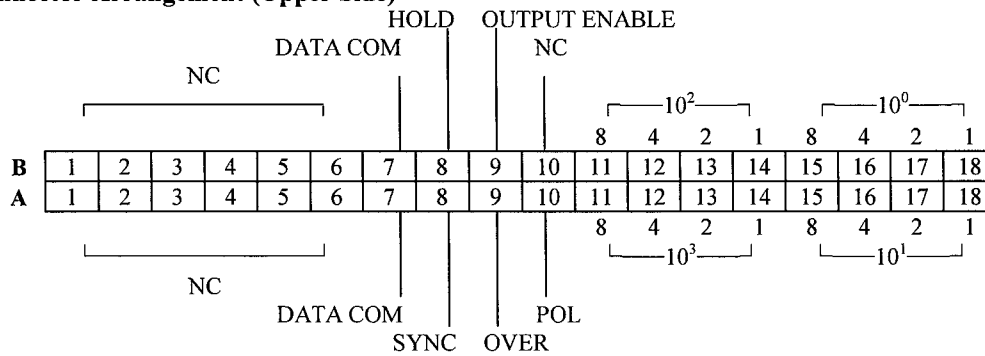 (Upper Side)
HOLD OUTPUT ENABLE
DATA COM NC
NC
10² 10⁰
8 4 2 1 8 4 2 1
B 1 2 3 4 5 6 7 8 9 10 11 12 13 14 15 16 17 18
A 1 2 3 4 5 6 7 8 9 10 11 12 13 14 15 16 17 18
8 4 2 1 8 4 2 1
10³ 10¹
NC
DATA COM POL
SYNC OVER